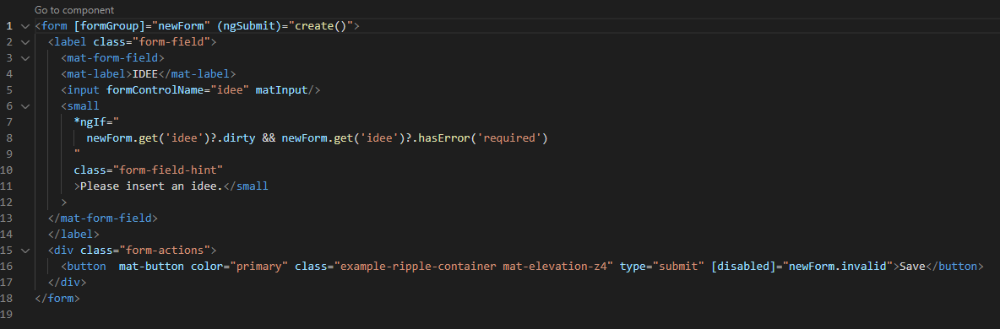 Go to component
1 <form [formGroup]="newForm" (ngSubmit)="create()">
2   <label class="form-field">
3     <mat-form-field>
4     <mat-label>IDEE</mat-label>
5     <input formControlName="idee" matInput/>
6     <small
7       *ngIf="
8         newForm.get('idee')?.dirty && newForm.get('idee')?.hasError('required')
9       "
10       class="form-field-hint"
11       >Please insert an idee.</small
12     >
13   </mat-form-field>
14   </label>
15   <div class="form-actions">
16     <button  mat-button color="primary" class="example-ripple-container mat-elevation-z4" type="submit" [disabled]="newForm.invalid">Save</button>
17   </div>
18 </form>
19